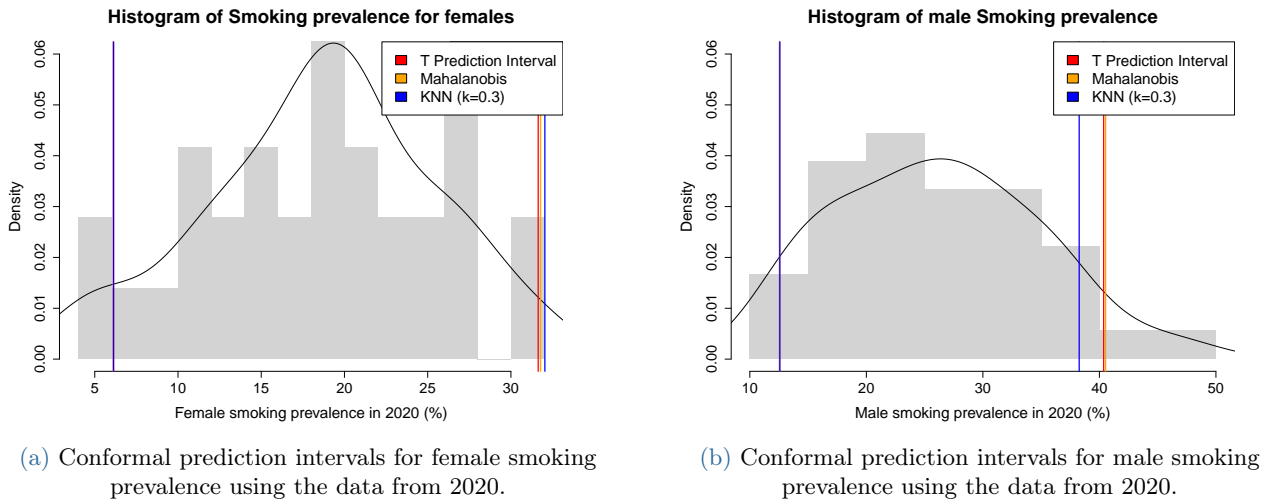 Histogram of Smoking prevalence for females
0.06
0.05
0.04
0.03
0.02
0.01
0.00
Density
5 10 15 20 25 30
Female smoking prevalence in 2020 (%)
T Prediction Interval
Mahalanobis
KNN (k=0.3)
(a) Conformal prediction intervals for female smoking
prevalence using the data from 2020.
Histogram of male Smoking prevalence
0.06
0.05
0.04
0.03
0.02
0.01
0.00
Density
10 20 30 40 50
Male smoking prevalence in 2020 (%)
T Prediction Interval
Mahalanobis
KNN (k=0.3)
(b) Conformal prediction intervals for male smoking
prevalence using the data from 2020.